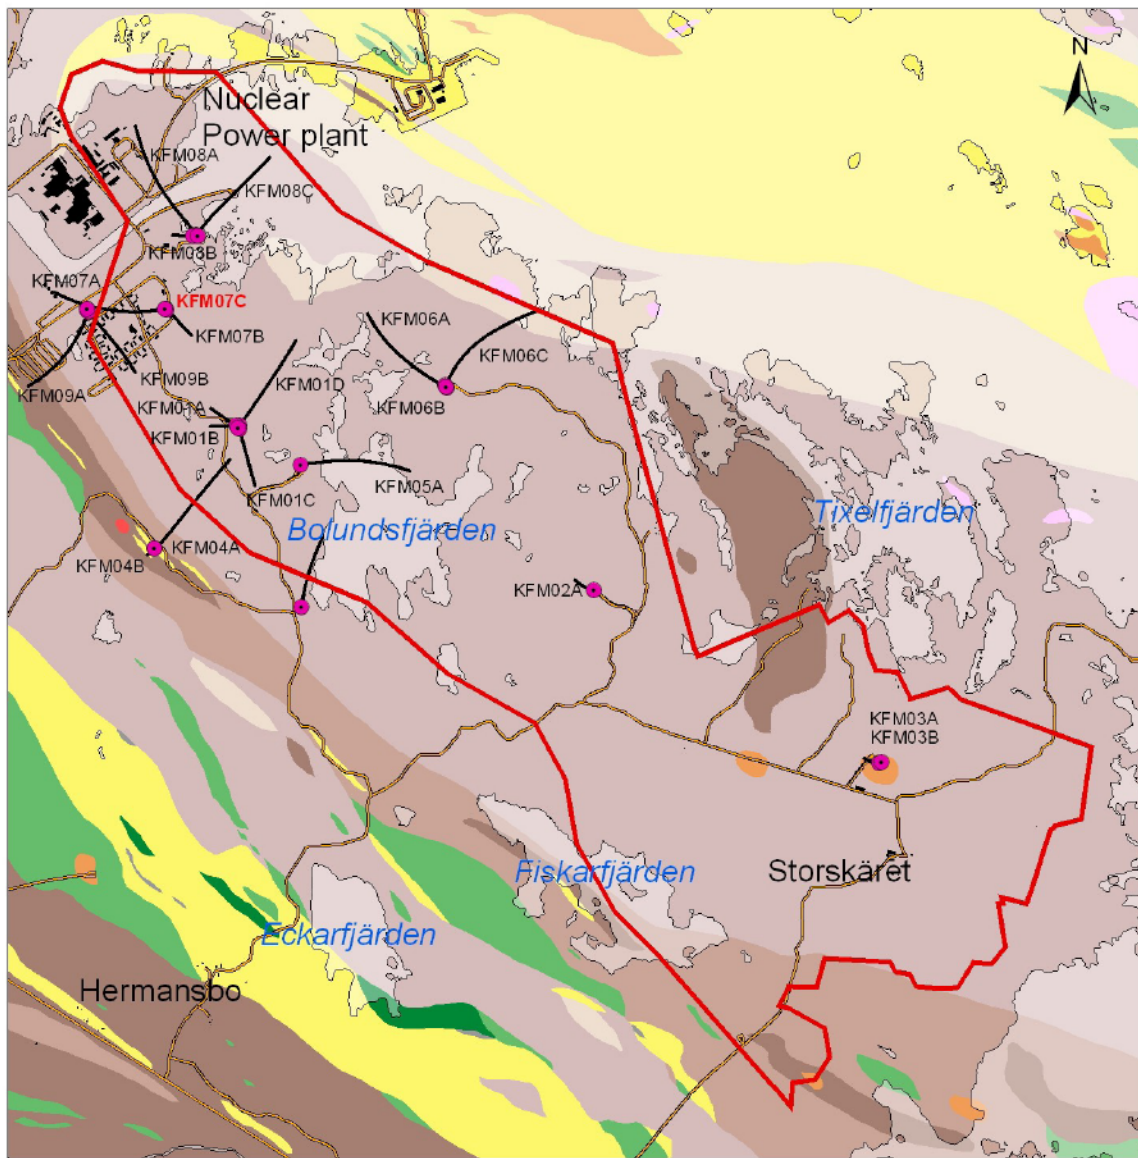 N
Nuclear
Power plant
KFM08A
KFM08C
KFM08B
KFM07A
KFM07C
KFM07B
KFM06A
KFM06C
KFM09B
KFM01D
KFM09A
KFM06B
KFM01A
KFM01B
KFM01C
KFM05A
Bolundsfjärden
Tixelfjärden
KFM04A
KFM04B
KFM02A
KFM03A
KFM03B
Fiskarfjärden
Storskäret
Eckarfjärden
Hermansbo